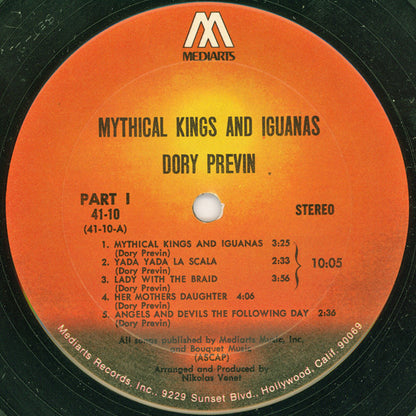 MEDIARTS
MYTHICAL KINGS AND IGUANAS
DORY PREVIN
PART I
41-10
(41-10-A)
STEREO
1. MYTHICAL KINGS AND IGUANAS 3:25
(Dory Previn)
2. YADA YADA LA SCALA 2:33
(Dory Previn)
3. LADY WITH THE BRAID 3:56
(Dory Previn)
10:05
4. HER MOTHERS DAUGHTER 4:06
(Dory Previn)
5. ANGELS AND DEVILS THE FOLLOWING DAY 2:36
(Dory Previn)
All songs published by Mediarts Music, Inc.
and Bouquet Music
(ASCAP)
Arranged and Produced by
Nikolas Venet
Mediarts Records, Inc., 9229 Sunset Blvd., Hollywood, Calif. 90069